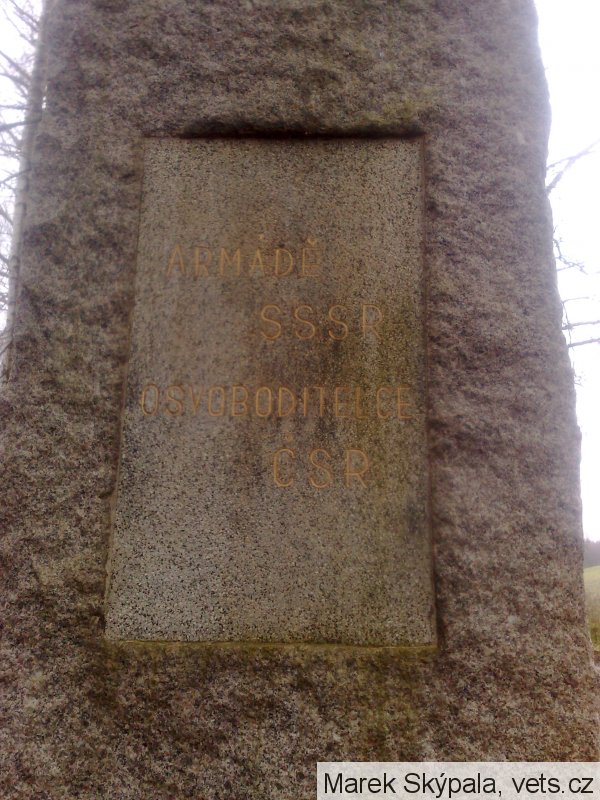 ARMÁDĚ
SSSR
OSVOBODITELCE
ČSR
Marek Skýpala, vets.cz